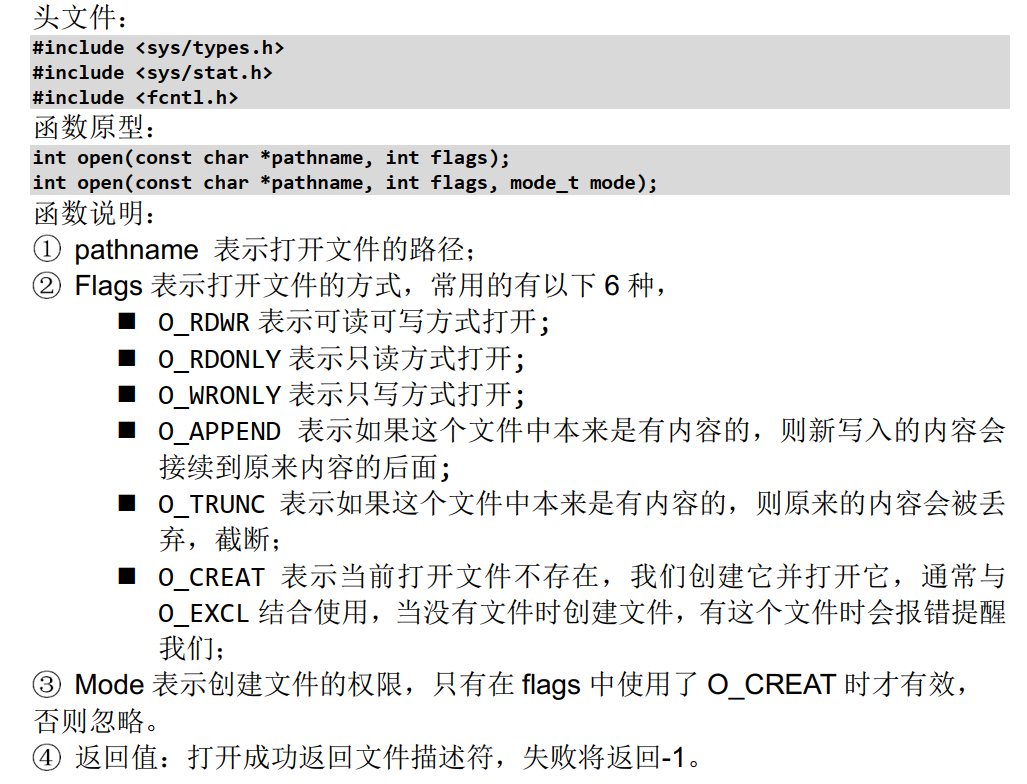 头文件：
#include <sys/types.h>
#include <sys/stat.h>
#include <fcntl.h>
函数原型：
int open(const char *pathname, int flags);
int open(const char *pathname, int flags, mode_t mode);
函数说明：
① pathname 表示打开文件的路径；
② Flags 表示打开文件的方式，常用的有以下 6 种，
■ O_RDWR 表示可读可写方式打开;
■ O_RDONLY 表示只读方式打开;
■ O_WRONLY 表示只写方式打开;
■ O_APPEND 表示如果这个文件中本来是有内容的，则新写入的内容会
接续到原来内容的后面;
■ O_TRUNC 表示如果这个文件中本来是有内容的，则原来的内容会被丢
弃，截断；
■ O_CREAT 表示当前打开文件不存在，我们创建它并打开它，通常与
O_EXCL 结合使用，当没有文件时创建文件，有这个文件时会报错提醒
我们；
③ Mode 表示创建文件的权限，只有在 flags 中使用了 O_CREAT 时才有效，
否则忽略。
④ 返回值：打开成功返回文件描述符，失败将返回-1。